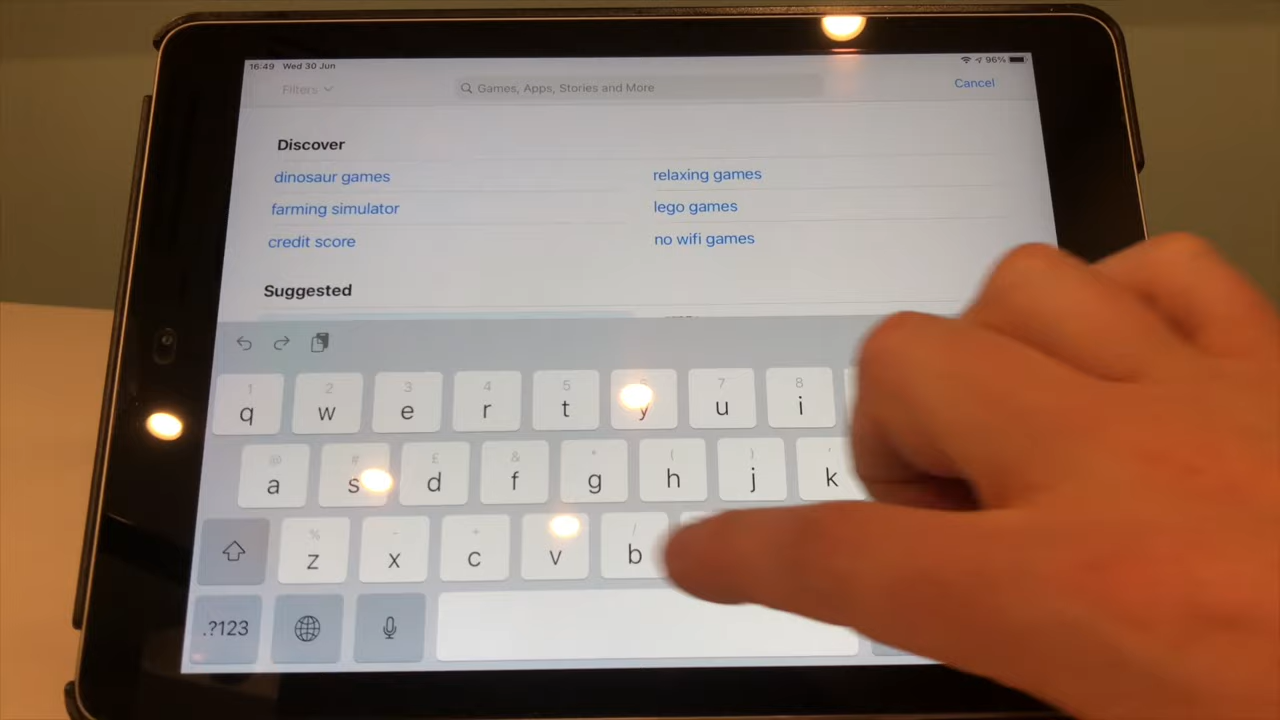 16:49 Wed 30 Jun 96%
Filters Games, Apps, Stories and More Cancel
Discover
dinosaur games relaxing games
farming simulator lego games
credit score no wifi games
Suggested
1 2 3 4 5 7 8
q w e r t y u i
@ # £ & * ( ) '
a s d f g h j k
% - + /
z x c v b
.?123